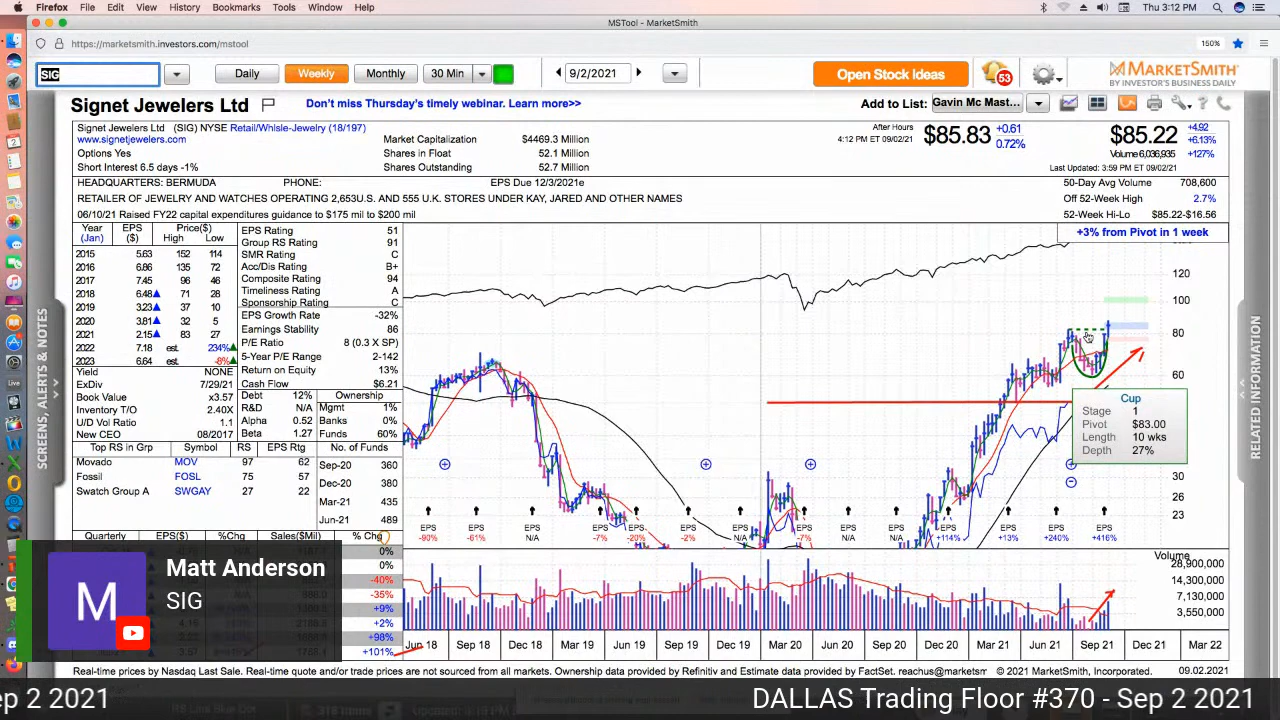 Firefox File Edit View History Bookmarks Tools Window Help Thu 3:12 PM
MSTool - MarketSmith
https://marketsmith.investors.com/mstool 150%
SIG Daily Weekly Monthly 30 Min 9/2/2021 Open Stock Ideas 53 MARKETSMITH
BY INVESTOR'S BUSINESS DAILY
Signet Jewelers Ltd Don't miss Thursday's timely webinar. Learn more>> Add to List: Gavin Mc Mast...
Signet Jewelers Ltd (SIG) NYSE Retail/Whlsle-Jewelry (18/197)
www.signetjewelers.com
Options Yes
Short Interest 6.5 days -1%
Market Capitalization $4469.3 Million
Shares in Float 52.1 Million
Shares Outstanding 52.7 Million
After Hours
4:12 PM ET 09/02/21 $85.83 +0.61
0.72%
$85.22 +4.92
+6.13%
Volume 6,036,935 +127%
Last Updated: 3:59 PM ET 09/02/21
HEADQUARTERS: BERMUDA PHONE: EPS Due 12/3/2021e
RETAILER OF JEWELRY AND WATCHES OPERATING 2,653U.S. AND 555 U.K. STORES UNDER KAY, JARED AND OTHER NAMES
06/10/21 Raised FY22 capital expenditures guidance to $175 mil to $200 mil
50-Day Avg Volume 708,600
Off 52-Week High 2.7%
52-Week Hi-Lo $85.22-$16.56
+3% from Pivot in 1 week
Year (Jan) EPS ($) Price($) High Low
2015 5.63 152 114
2016 6.86 135 72
2017 7.45 96 46
2018 6.48 71 28
2019 3.23 37 10
2020 3.81 32 5
2021 2.15 83 27
2022 7.18 est. 234%
2023 6.64 est. -8%
Yield NONE
ExDiv 7/29/21
Book Value x3.57
Inventory T/O 2.40X
U/D Vol Ratio 1.1
New CEO 08/2017
EPS Rating 51
Group RS Rating 91
SMR Rating C
Acc/Dis Rating B+
Composite Rating 94
Timeliness Rating A
Sponsorship Rating C
EPS Growth Rate -32%
Earnings Stability 86
P/E Ratio 8 (0.3 X SP)
5-Year P/E Range 2-142
Return on Equity 13%
Cash Flow $6.21
Debt 12%
R&D N/A
Alpha 0.52
Beta 1.27
Ownership
Mgmt 1%
Banks 0%
Funds 60%
Top RS in Grp Symbol RS EPS Rtg
Movado MOV 97 62
Fossil FOSL 75 57
Swatch Group A SWGAY 27 22
No. of Funds
Sep-20 360
Dec-20 380
Mar-21 435
Jun-21 489
Quarterly EPS($) %Chg Sales($Mil) % Chg
0%
0%
-40%
-35%
+9%
+2%
+98%
+101%
120
100
80
60
30
26
23
Cup
Stage 1
Pivot $83.00
Length 10 wks
Depth 27%
EPS EPS EPS EPS EPS EPS EPS EPS EPS EPS EPS EPS EPS EPS
-90% -61% N/A -7% -20% -2% N/A -7% N/A N/A +114% +13% +240% +416%
Volume
28,900,000
14,300,000
7,130,000
3,550,000
Jun 18 Sep 18 Dec 18 Mar 19 Jun 19 Sep 19 Dec 19 Mar 20 Jun 20 Sep 20 Dec 20 Mar 21 Jun 21 Sep 21 Dec 21 Mar 22
Real-time prices by Nasdaq Last Sale. Real-time quote and/or trade prices are not sourced from all markets. Ownership data provided by Refinitiv and Estimate data provided by FactSet. reachus@marketsm © 2021 MarketSmith, Incorporated. 09.02.2021
SCREENS, ALERTS & NOTES
RELATED INFORMATION
M
Matt Anderson
SIG
ep 2 2021 DALLAS Trading Floor #370 - Sep 2 2021